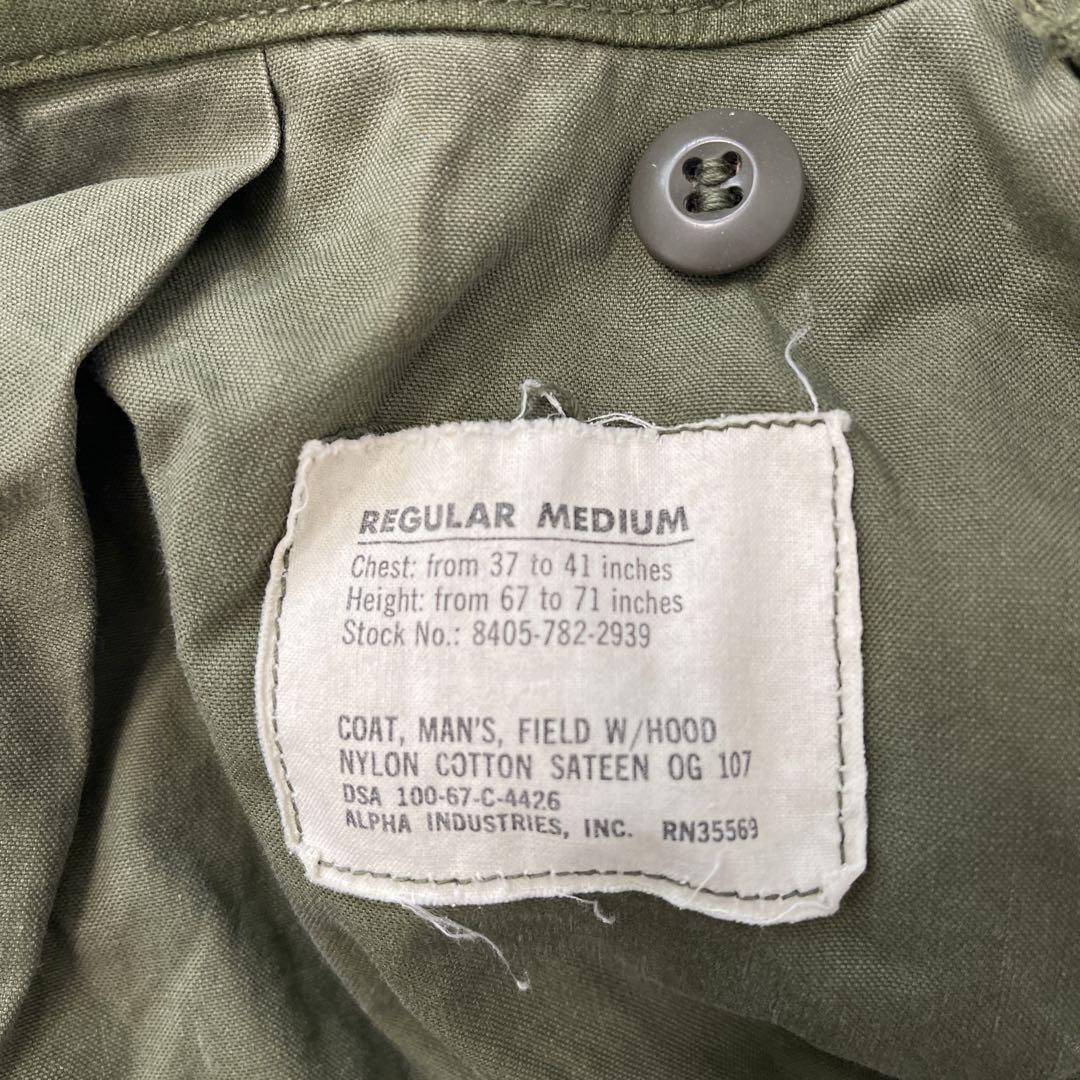 REGULAR MEDIUM
Chest: from 37 to 41 inches
Height: from 67 to 71 inches
Stock No.: 8405-782-2939
COAT, MAN'S, FIELD W/HOOD
NYLON COTTON SATEEN OG 107
DSA 100-67-C-4426
ALPHA INDUSTRIES, INC. RN35569